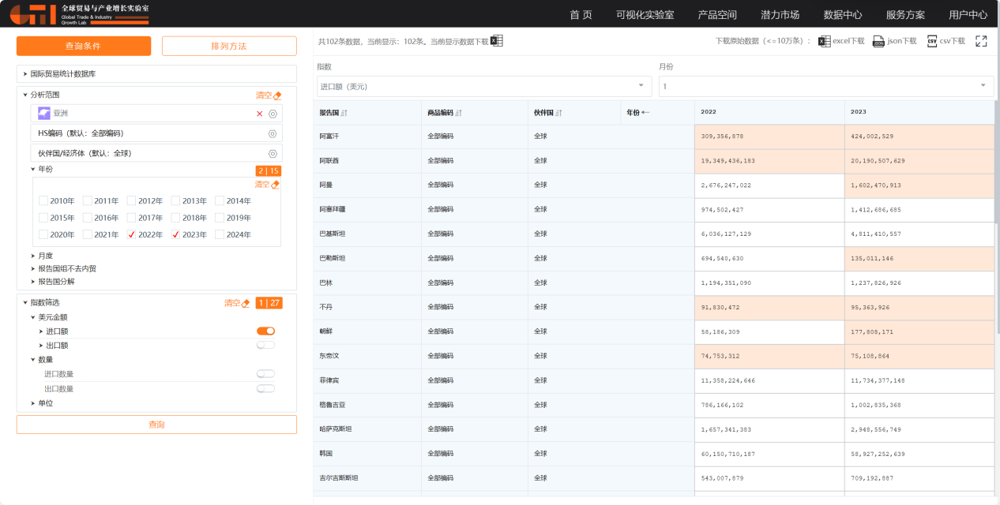 全球贸易与产业增长实验室
Global Trade & Industry
Growth Lab
首 页 可视化实验室 产品空间 潜力市场 数据中心 服务方案 用户中心
查询条件 排列方法
国际贸易统计数据库
分析范围 清空
亚洲
HS编码（默认：全部编码）
伙伴国/经济体（默认：全球）
年份 2 | 15
清空
2010年 2011年 2012年 2013年 2014年
2015年 2016年 2017年 2018年 2019年
2020年 2021年 2022年 2023年 2024年
月度
报告国组不去内贸
报告国分解
指数筛选 清空 1 | 27
美元金额
进口额
出口额
数量
进口数量
出口数量
单位
查询
共102条数据，当前显示：102条。当前显示数据下载
下载原始数据（<=10万条）： excel下载 json下载 csv下载
指数 月份
进口额（美元） 1
报告国 商品编码 伙伴国 年份 2022 2023
阿富汗 全部编码 全球 309,356,878 424,002,529
阿联酋 全部编码 全球 19,349,436,183 20,190,507,629
阿曼 全部编码 全球 2,676,247,022 1,602,470,913
阿塞拜疆 全部编码 全球 974,502,427 1,412,686,685
巴基斯坦 全部编码 全球 6,036,127,129 4,811,410,557
巴勒斯坦 全部编码 全球 694,540,630 135,011,146
巴林 全部编码 全球 1,194,351,090 1,237,826,926
不丹 全部编码 全球 91,830,472 95,363,926
朝鲜 全部编码 全球 58,186,309 177,808,171
东帝汶 全部编码 全球 74,753,312 75,108,864
菲律宾 全部编码 全球 11,358,224,646 11,734,377,148
格鲁吉亚 全部编码 全球 786,166,102 1,002,835,368
哈萨克斯坦 全部编码 全球 1,657,341,383 2,948,556,749
韩国 全部编码 全球 60,150,710,187 58,927,252,639
吉尔吉斯斯坦 全部编码 全球 543,007,879 709,192,887